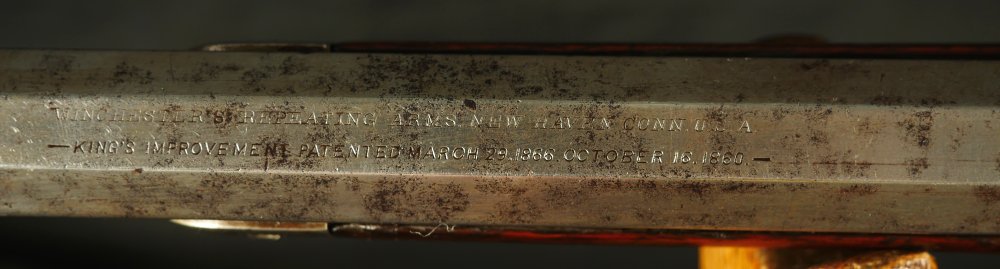 WINCHESTER'S REPEATING ARMS. NEW HAVEN CONN. U.S.A
—KING'S IMPROVEMENT PATENTED MARCH 29.1866 OCTOBER 16.1860.—